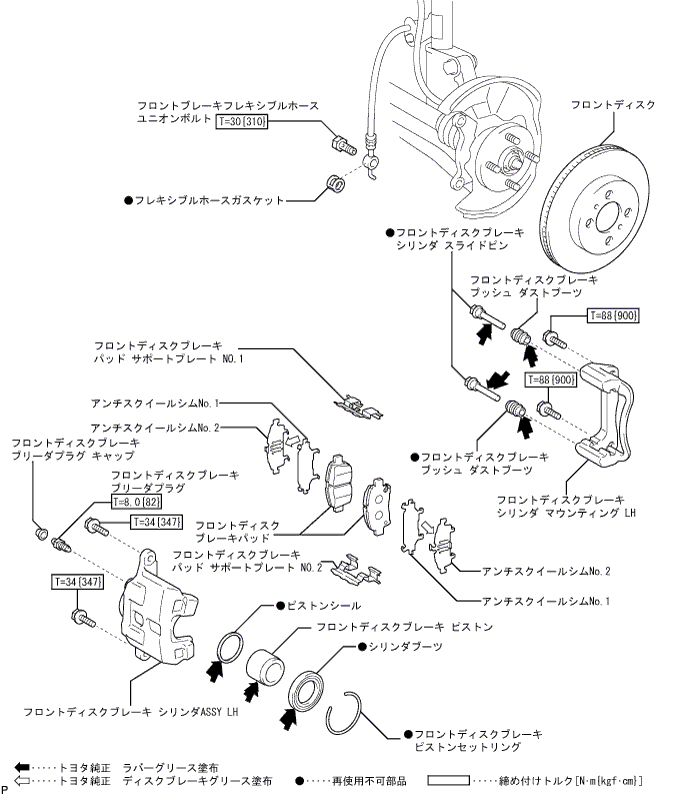 フロントブレーキフレキシブルホース
ユニオンボルト T=30{310}
フロントディスク
●フレキシブルホースガスケット
●フロントディスクブレーキ
シリンダ スライドピン
フロントディスクブレーキ
ブッシュ ダストブーツ
T=88{900}
フロントディスクブレーキ
パッド サポートプレート NO.1
T=88{900}
アンチスクイールシムNo.1
アンチスクイールシムNo.2
フロントディスクブレーキ
ブリーダプラグ キャップ
●フロントディスクブレーキ
ブッシュ ダストブーツ
フロントディスクブレーキ
ブリーダプラグ
T=8.0{82}
フロントディスクブレーキ
シリンダ マウンティング LH
T=34{347}
フロントディスク
ブレーキパッド
フロントディスクブレーキ
パッド サポートプレート NO.2
アンチスクイールシムNo.2
T=34{347}
アンチスクイールシムNo.1
●ピストンシール
フロントディスクブレーキ ピストン
●シリンダブーツ
フロントディスクブレーキ シリンダASSY LH
●フロントディスクブレーキ
ピストンセットリング
・・・・・トヨタ純正 ラバーグリース塗布
・・・・・トヨタ純正 ディスクブレーキグリース塗布 ●・・・・・再使用不可部品 ・・・・・締め付けトルク[N・m{kgf・cm}]
P